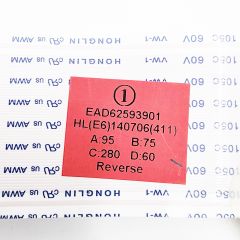 ①
EAD62593901
HL(E6)140706(411)
A:95 B:75
C:280 D:60
Reverse
HONGLIN VW-1 60V 105C
AWM